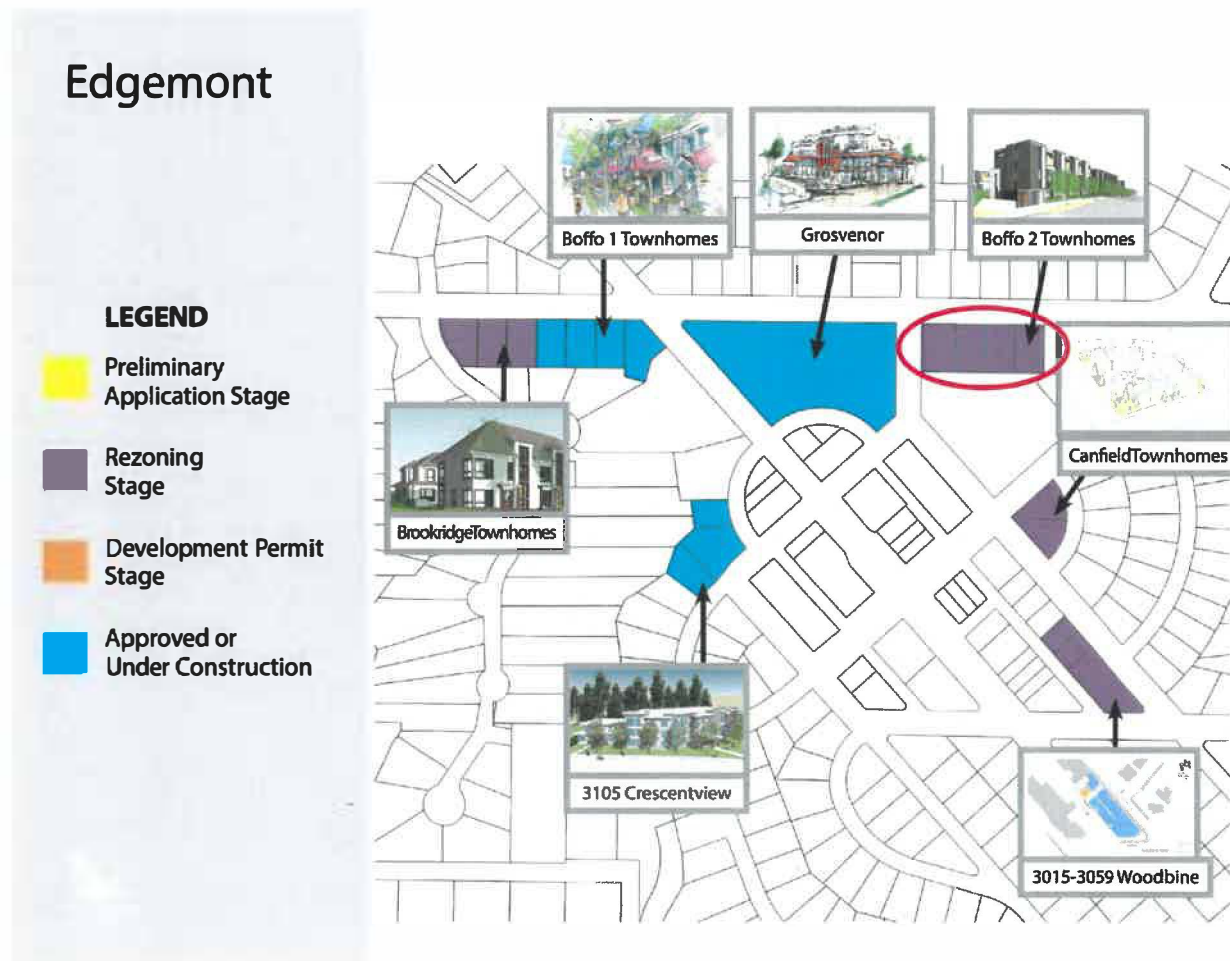 Edgemont
LEGEND
Preliminary
Application Stage
Rezoning
Stage
Development Permit
Stage
Approved or
Under Construction
Boffo 1 Townhomes
Grosvenor
Boffo 2 Townhomes
BrookridgeTownhomes
CanfieldTownhomes
3105 Crescentview
3015-3059 Woodbine